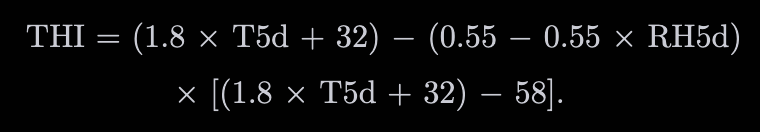 THI = (1.8 × T5d + 32) − (0.55 − 0.55 × RH5d)
× [(1.8 × T5d + 32) − 58].